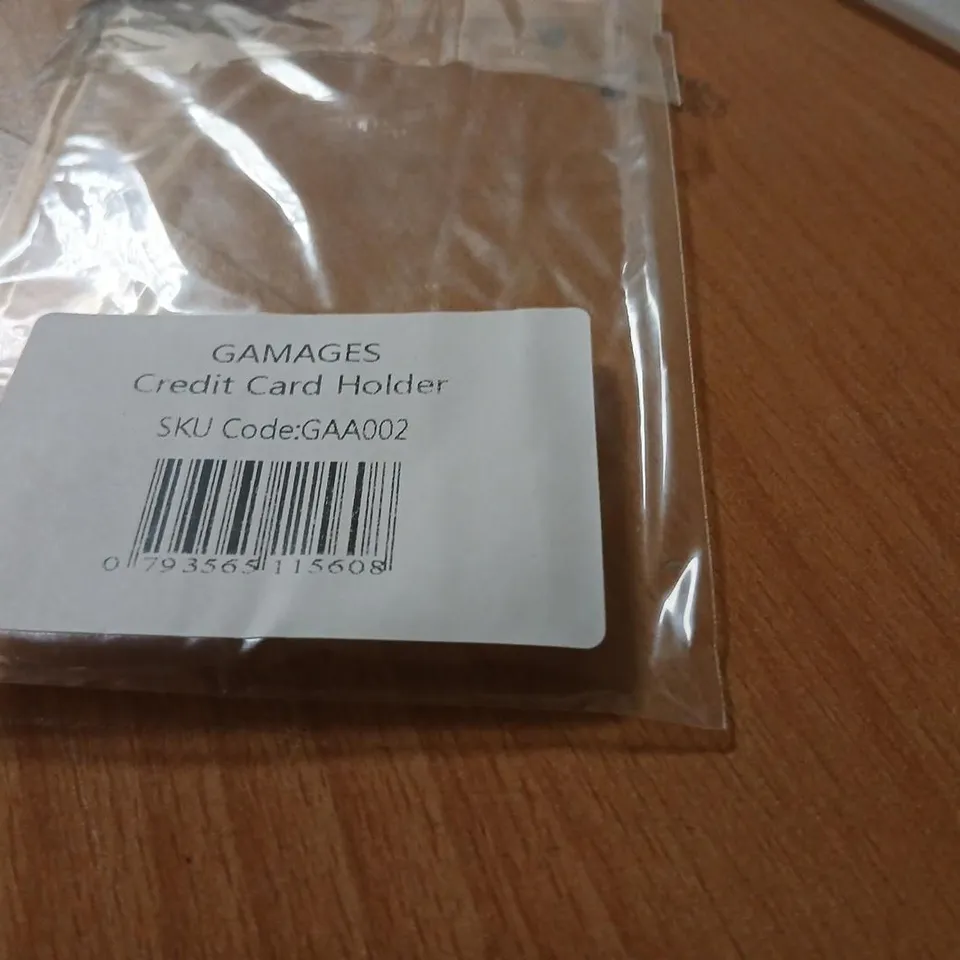 GAMAGES
Credit Card Holder
SKU Code:GAA002
0 793565 115608